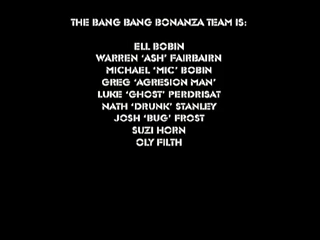 THE BANG BANG BONANZA TEAM IS:
ELL BOBIN
WARREN ‘ASH’ FAIRBAIRN
MICHAEL ‘MIC’ BOBIN
GREG ‘AGRESION MAN’
LUKE ‘GHOST’ PERDRISAT
NATH ‘DRUNK’ STANLEY
JOSH ‘BUG’ FROST
SUZI HORN
OLY FILTH